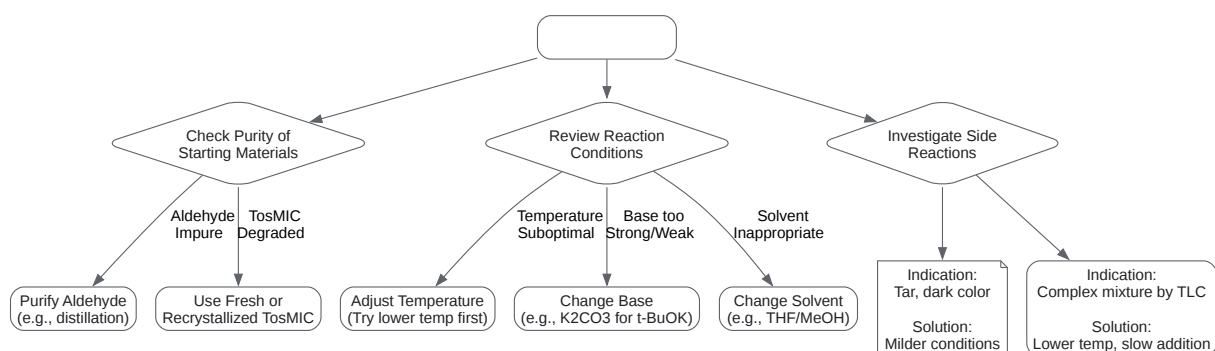 Check Purity of
Starting Materials
Review Reaction
Conditions
Investigate Side
Reactions
Aldehyde
Impure
TosMIC
Degraded
Temperature
Suboptimal
Base too
Strong/Weak
Solvent
Inappropriate
Purify Aldehyde
(e.g., distillation)
Use Fresh or
Recrystallized TosMIC
Adjust Temperature
(Try lower temp first)
Change Base
(e.g., K2CO3 for t-BuOK)
Change Solvent
(e.g., THF/MeOH)
Indication:
Tar, dark color
Solution:
Milder conditions
Indication:
Complex mixture by TLC
Solution:
Lower temp, slow addition